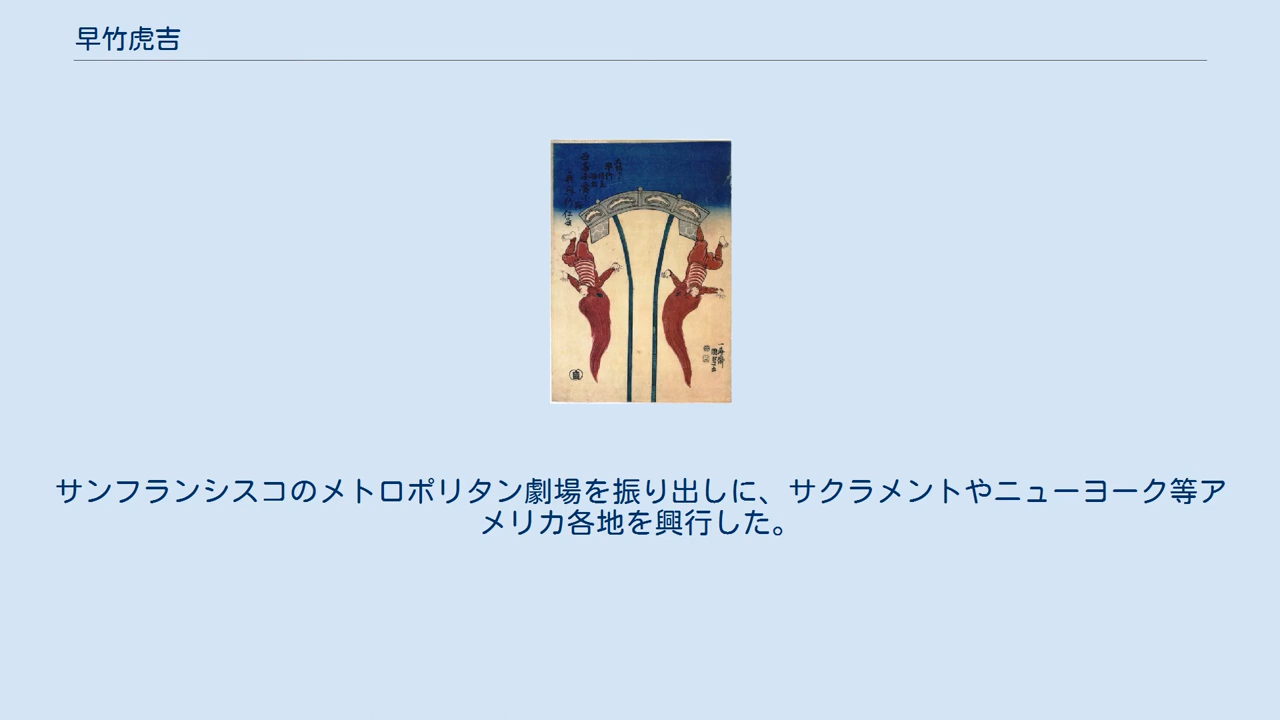 早竹虎吉
サンフランシスコのメトロポリタン劇場を振り出しに、サクラメントやニューヨーク等ア
メリカ各地を興行した。